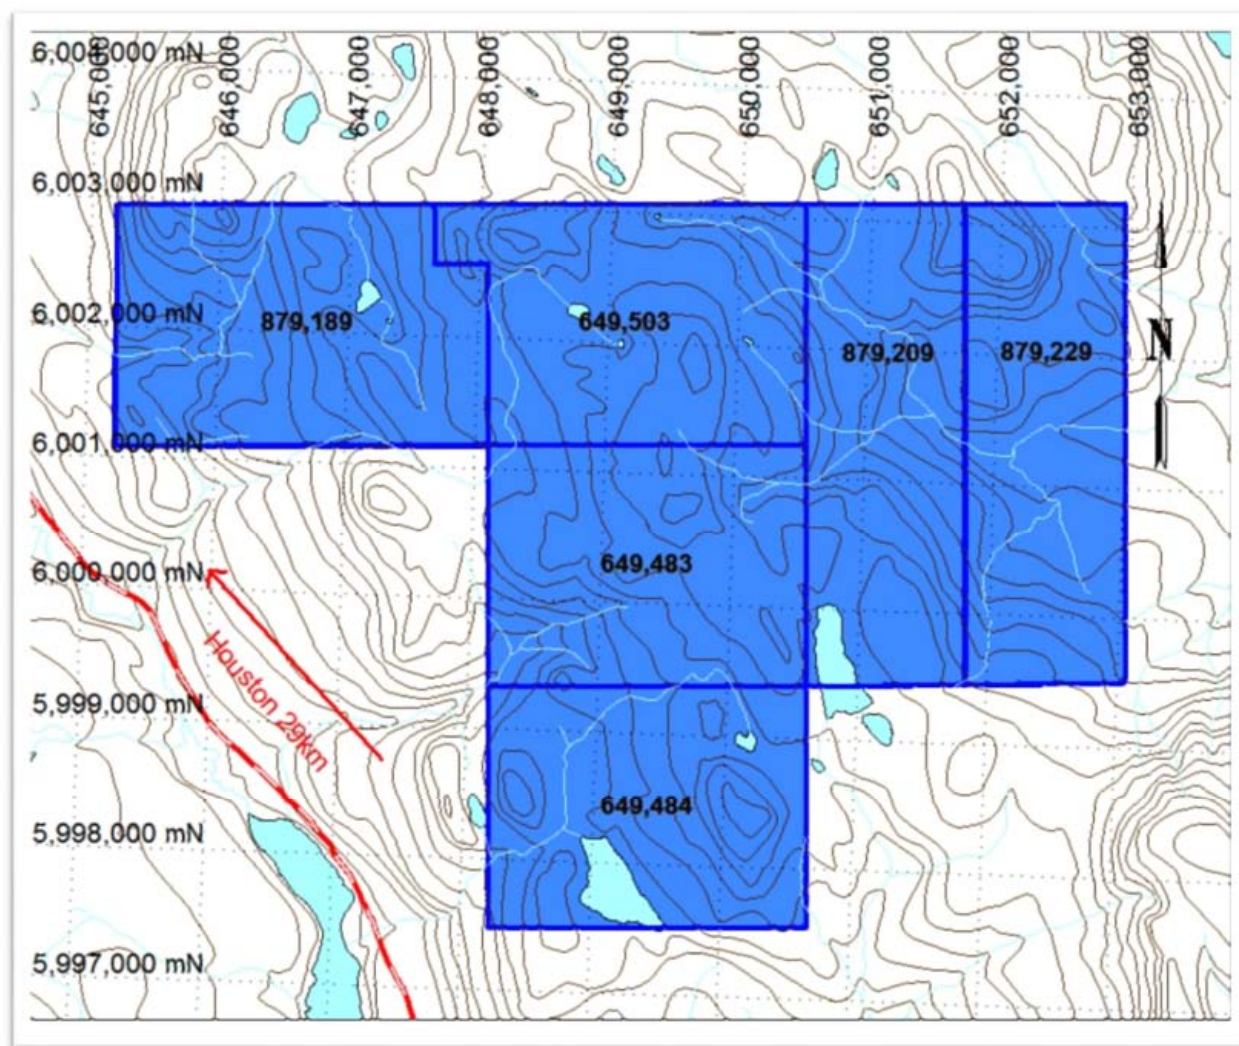 6,004,000 mN
645,000
646,000
647,000
648,000
649,000
650,000
651,000
652,000
653,000
6,003,000 mN
6,002,000 mN
879,189
649,503
879,209
879,229
N
6,001,000 mN
649,483
6,000,000 mN
Houston 29km
5,999,000 mN
649,484
5,998,000 mN
5,997,000 mN